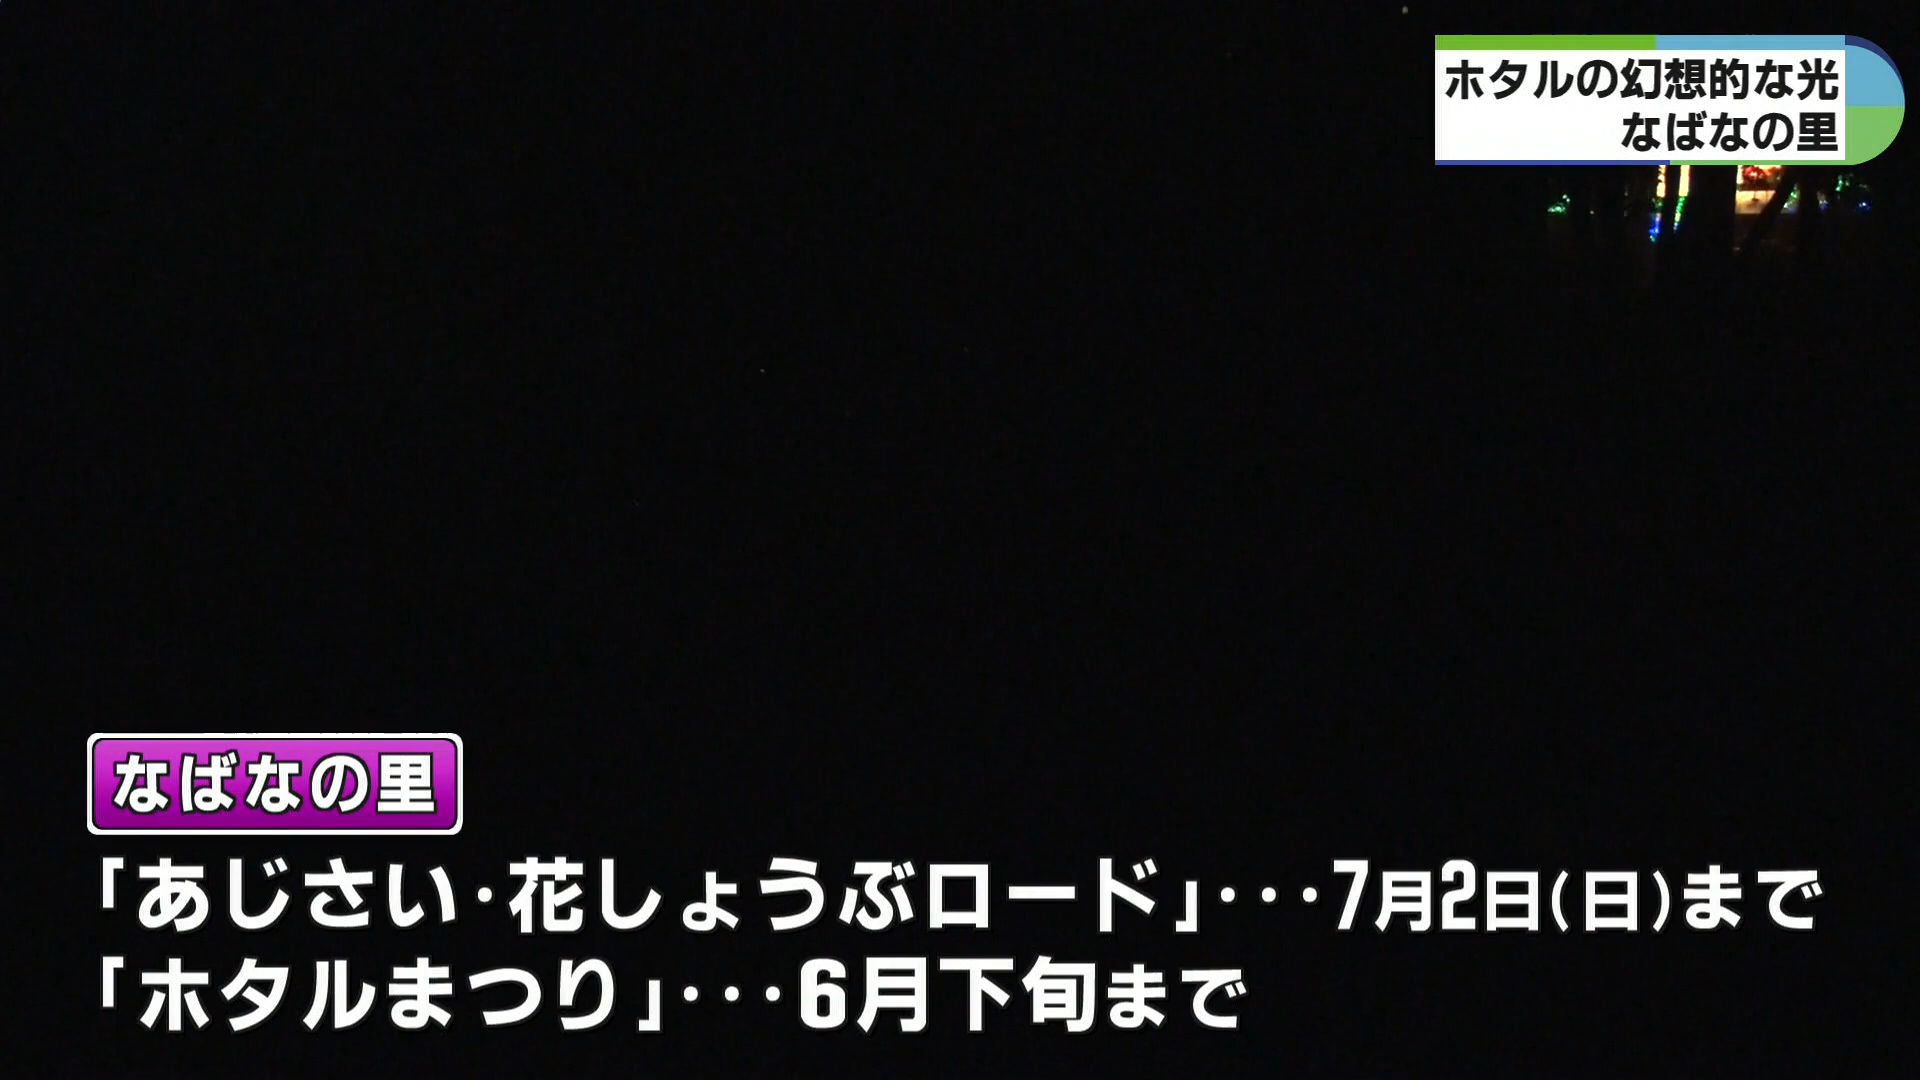 ホタルの幻想的な光
なばなの里
なばなの里
「あじさい・花しょうぶロード」・・・7月2日(日)まで
「ホタルまつり」・・・6月下旬まで